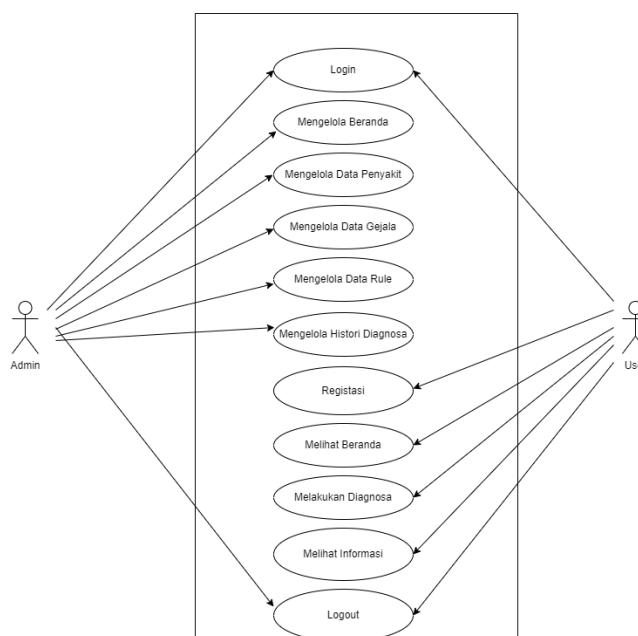 Login
Mengelola Beranda
Mengelola Data Penyakit
Mengelola Data Gejala
Mengelola Data Rule
Mengelola Histori Diagnosa
Admin
Use
Registasi
Melihat Beranda
Melakukan Diagnosa
Melihat Informasi
Logout